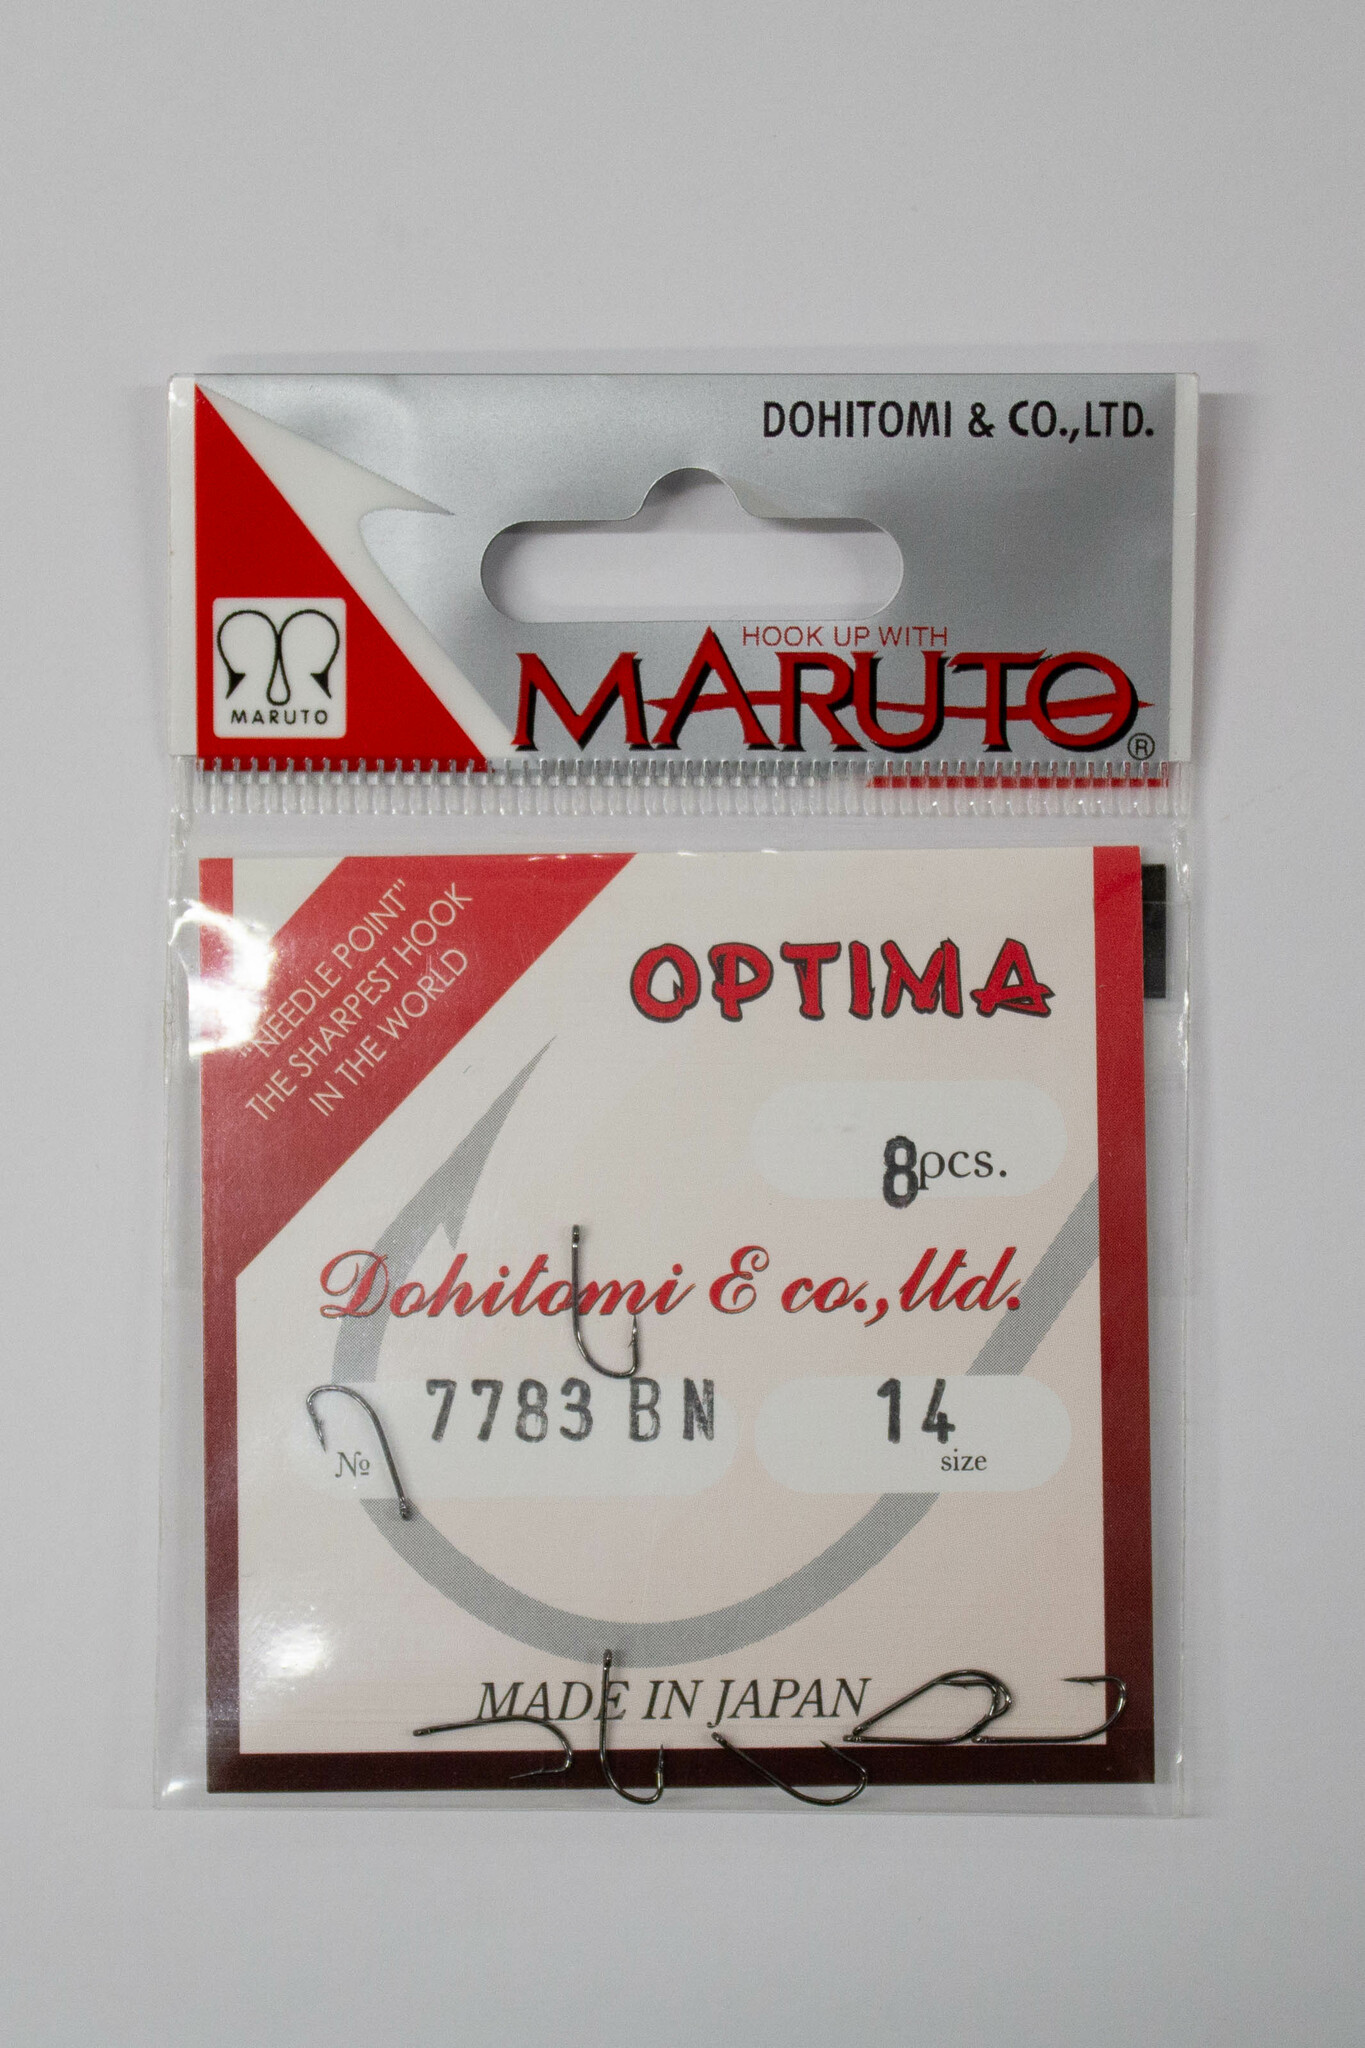 DOHITOMI & CO.,LTD.
HOOK UP WITH
MARUTO®
MARUTO
"NEEDLE POINT"
THE SHARPEST HOOK
IN THE WORLD
OPTIMA
8pcs.
Dohitomi & co.,ltd.
№ 7783 BN
14 size
MADE IN JAPAN